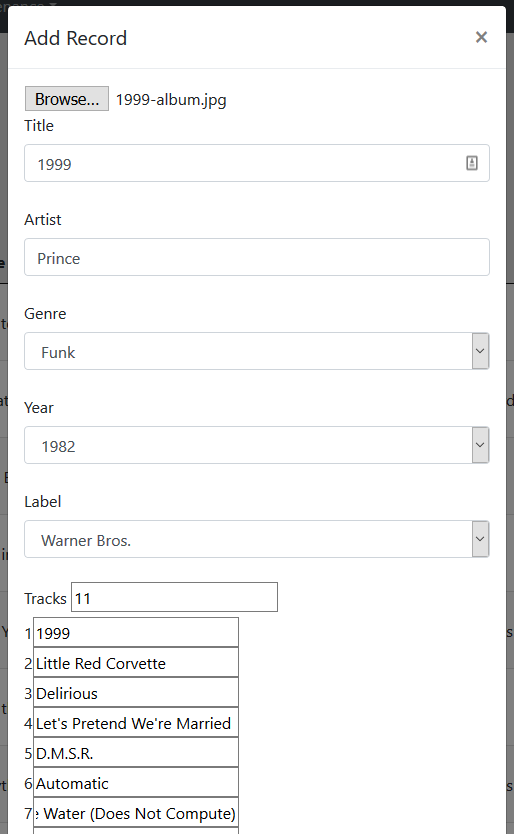 Add Record ×
Browse... 1999-album.jpg
Title
1999
Artist
Prince
Genre
Funk
Year
1982
Label
Warner Bros.
Tracks 11
1 1999
2 Little Red Corvette
3 Delirious
4 Let's Pretend We're Married
5 D.M.S.R.
6 Automatic
7 e Water (Does Not Compute)